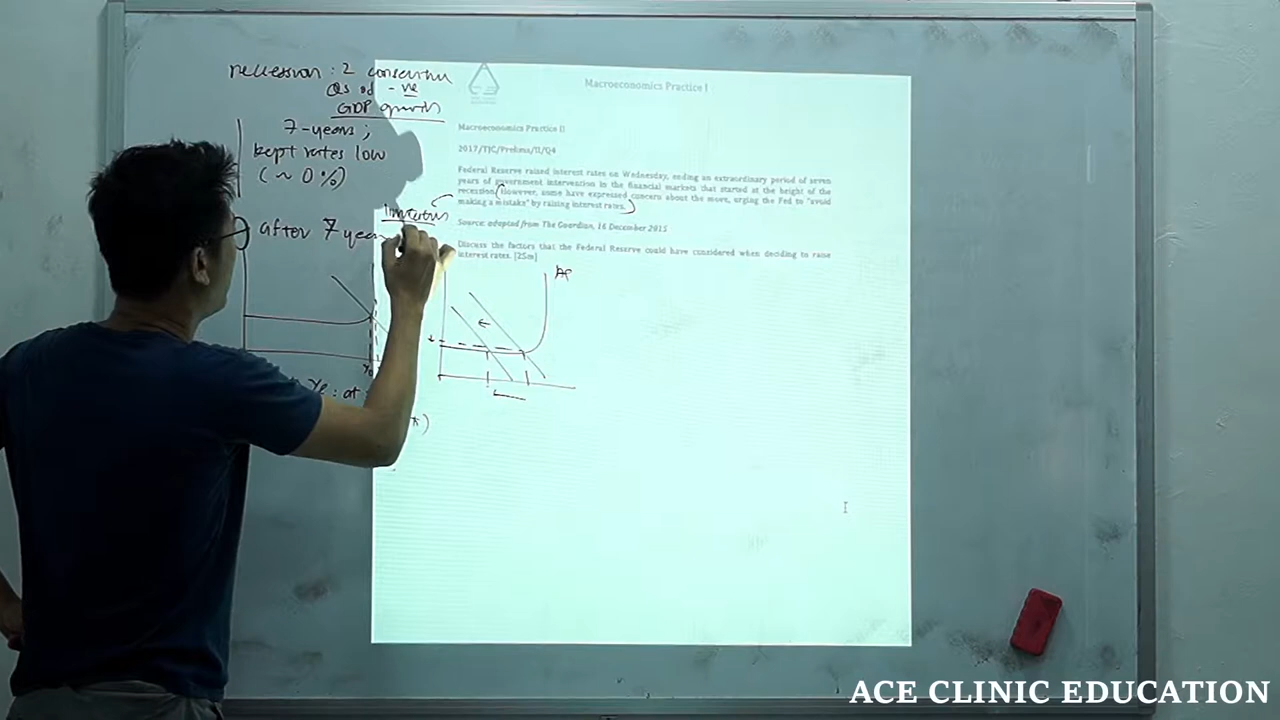 recession : 2 consecutive
Qs of -ve
GDP growth
7-years ;
kept rates low
(~ 0%)
after 7 years
investors
Ye : at
AS
Macroeconomics Practice I
Macroeconomics Practice II
2017/TJC/Prelims/II/Q4
Federal Reserve raised interest rates on Wednesday, ending an extraordinary period of seven
years of government intervention in the financial markets that started at the height of the
recession. However, some have expressed concern about the move, urging the Fed to "avoid
making a mistake" by raising interest rates.
Source: adapted from The Guardian, 16 December 2015
Discuss the factors that the Federal Reserve could have considered when deciding to raise
interest rates. [25m]
ACE CLINIC EDUCATION